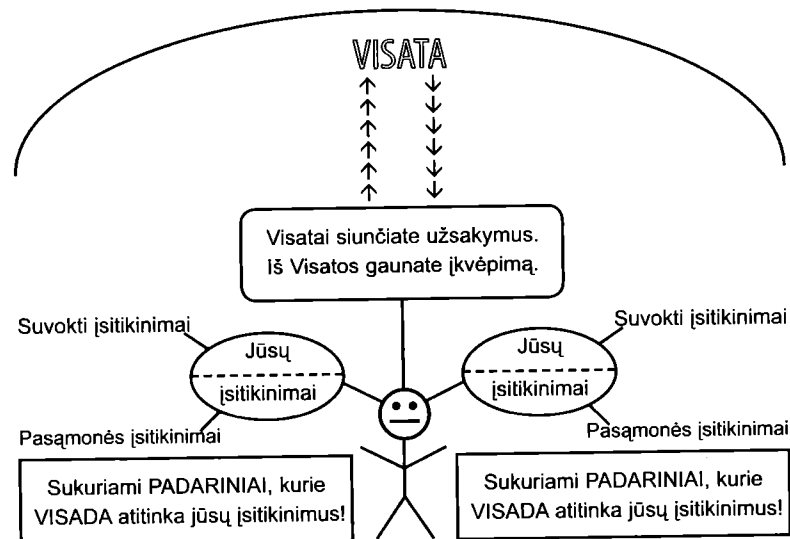 VISATA
Visatai siunčiate užsakymus.
Iš Visatos gaunate įkvėpimą.
Suvokti įsitikinimai
Jūsų
įsitikinimai
Pasąmonės įsitikinimai
Suvokti įsitikinimai
Jūsų
įsitikinimai
Pasąmonės įsitikinimai
Sukuriami PADARINIAI, kurie
VISADA atitinka jūsų įsitikinimus!
Sukuriami PADARINIAI, kurie
VISADA atitinka jūsų įsitikinimus!